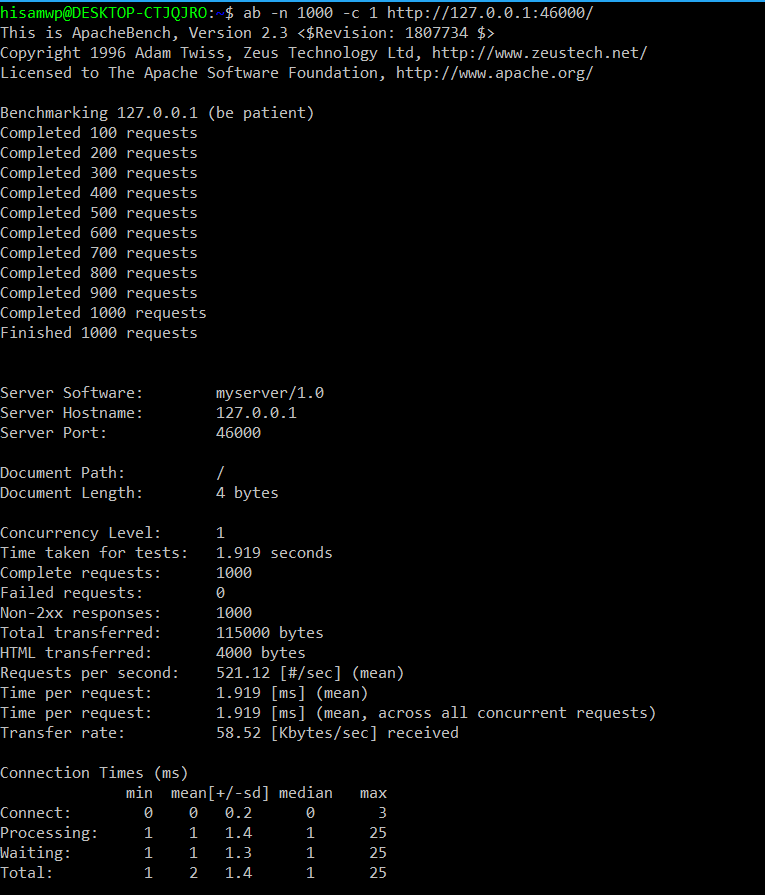 hisamwp@DESKTOP-CTJQJRO:~$ ab -n 1000 -c 1 http://127.0.0.1:46000/
This is ApacheBench, Version 2.3 <$Revision: 1807734 $>
Copyright 1996 Adam Twiss, Zeus Technology Ltd, http://www.zeustech.net/
Licensed to The Apache Software Foundation, http://www.apache.org/

Benchmarking 127.0.0.1 (be patient)
Completed 100 requests
Completed 200 requests
Completed 300 requests
Completed 400 requests
Completed 500 requests
Completed 600 requests
Completed 700 requests
Completed 800 requests
Completed 900 requests
Completed 1000 requests
Finished 1000 requests


Server Software:        myserver/1.0
Server Hostname:        127.0.0.1
Server Port:            46000

Document Path:          /
Document Length:        4 bytes

Concurrency Level:      1
Time taken for tests:   1.919 seconds
Complete requests:      1000
Failed requests:        0
Non-2xx responses:      1000
Total transferred:      115000 bytes
HTML transferred:       4000 bytes
Requests per second:    521.12 [#/sec] (mean)
Time per request:       1.919 [ms] (mean)
Time per request:       1.919 [ms] (mean, across all concurrent requests)
Transfer rate:          58.52 [Kbytes/sec] received

Connection Times (ms)
              min  mean[+/-sd] median   max
Connect:        0    0   0.2      0       3
Processing:     1    1   1.4      1      25
Waiting:        1    1   1.3      1      25
Total:          1    2   1.4      1      25